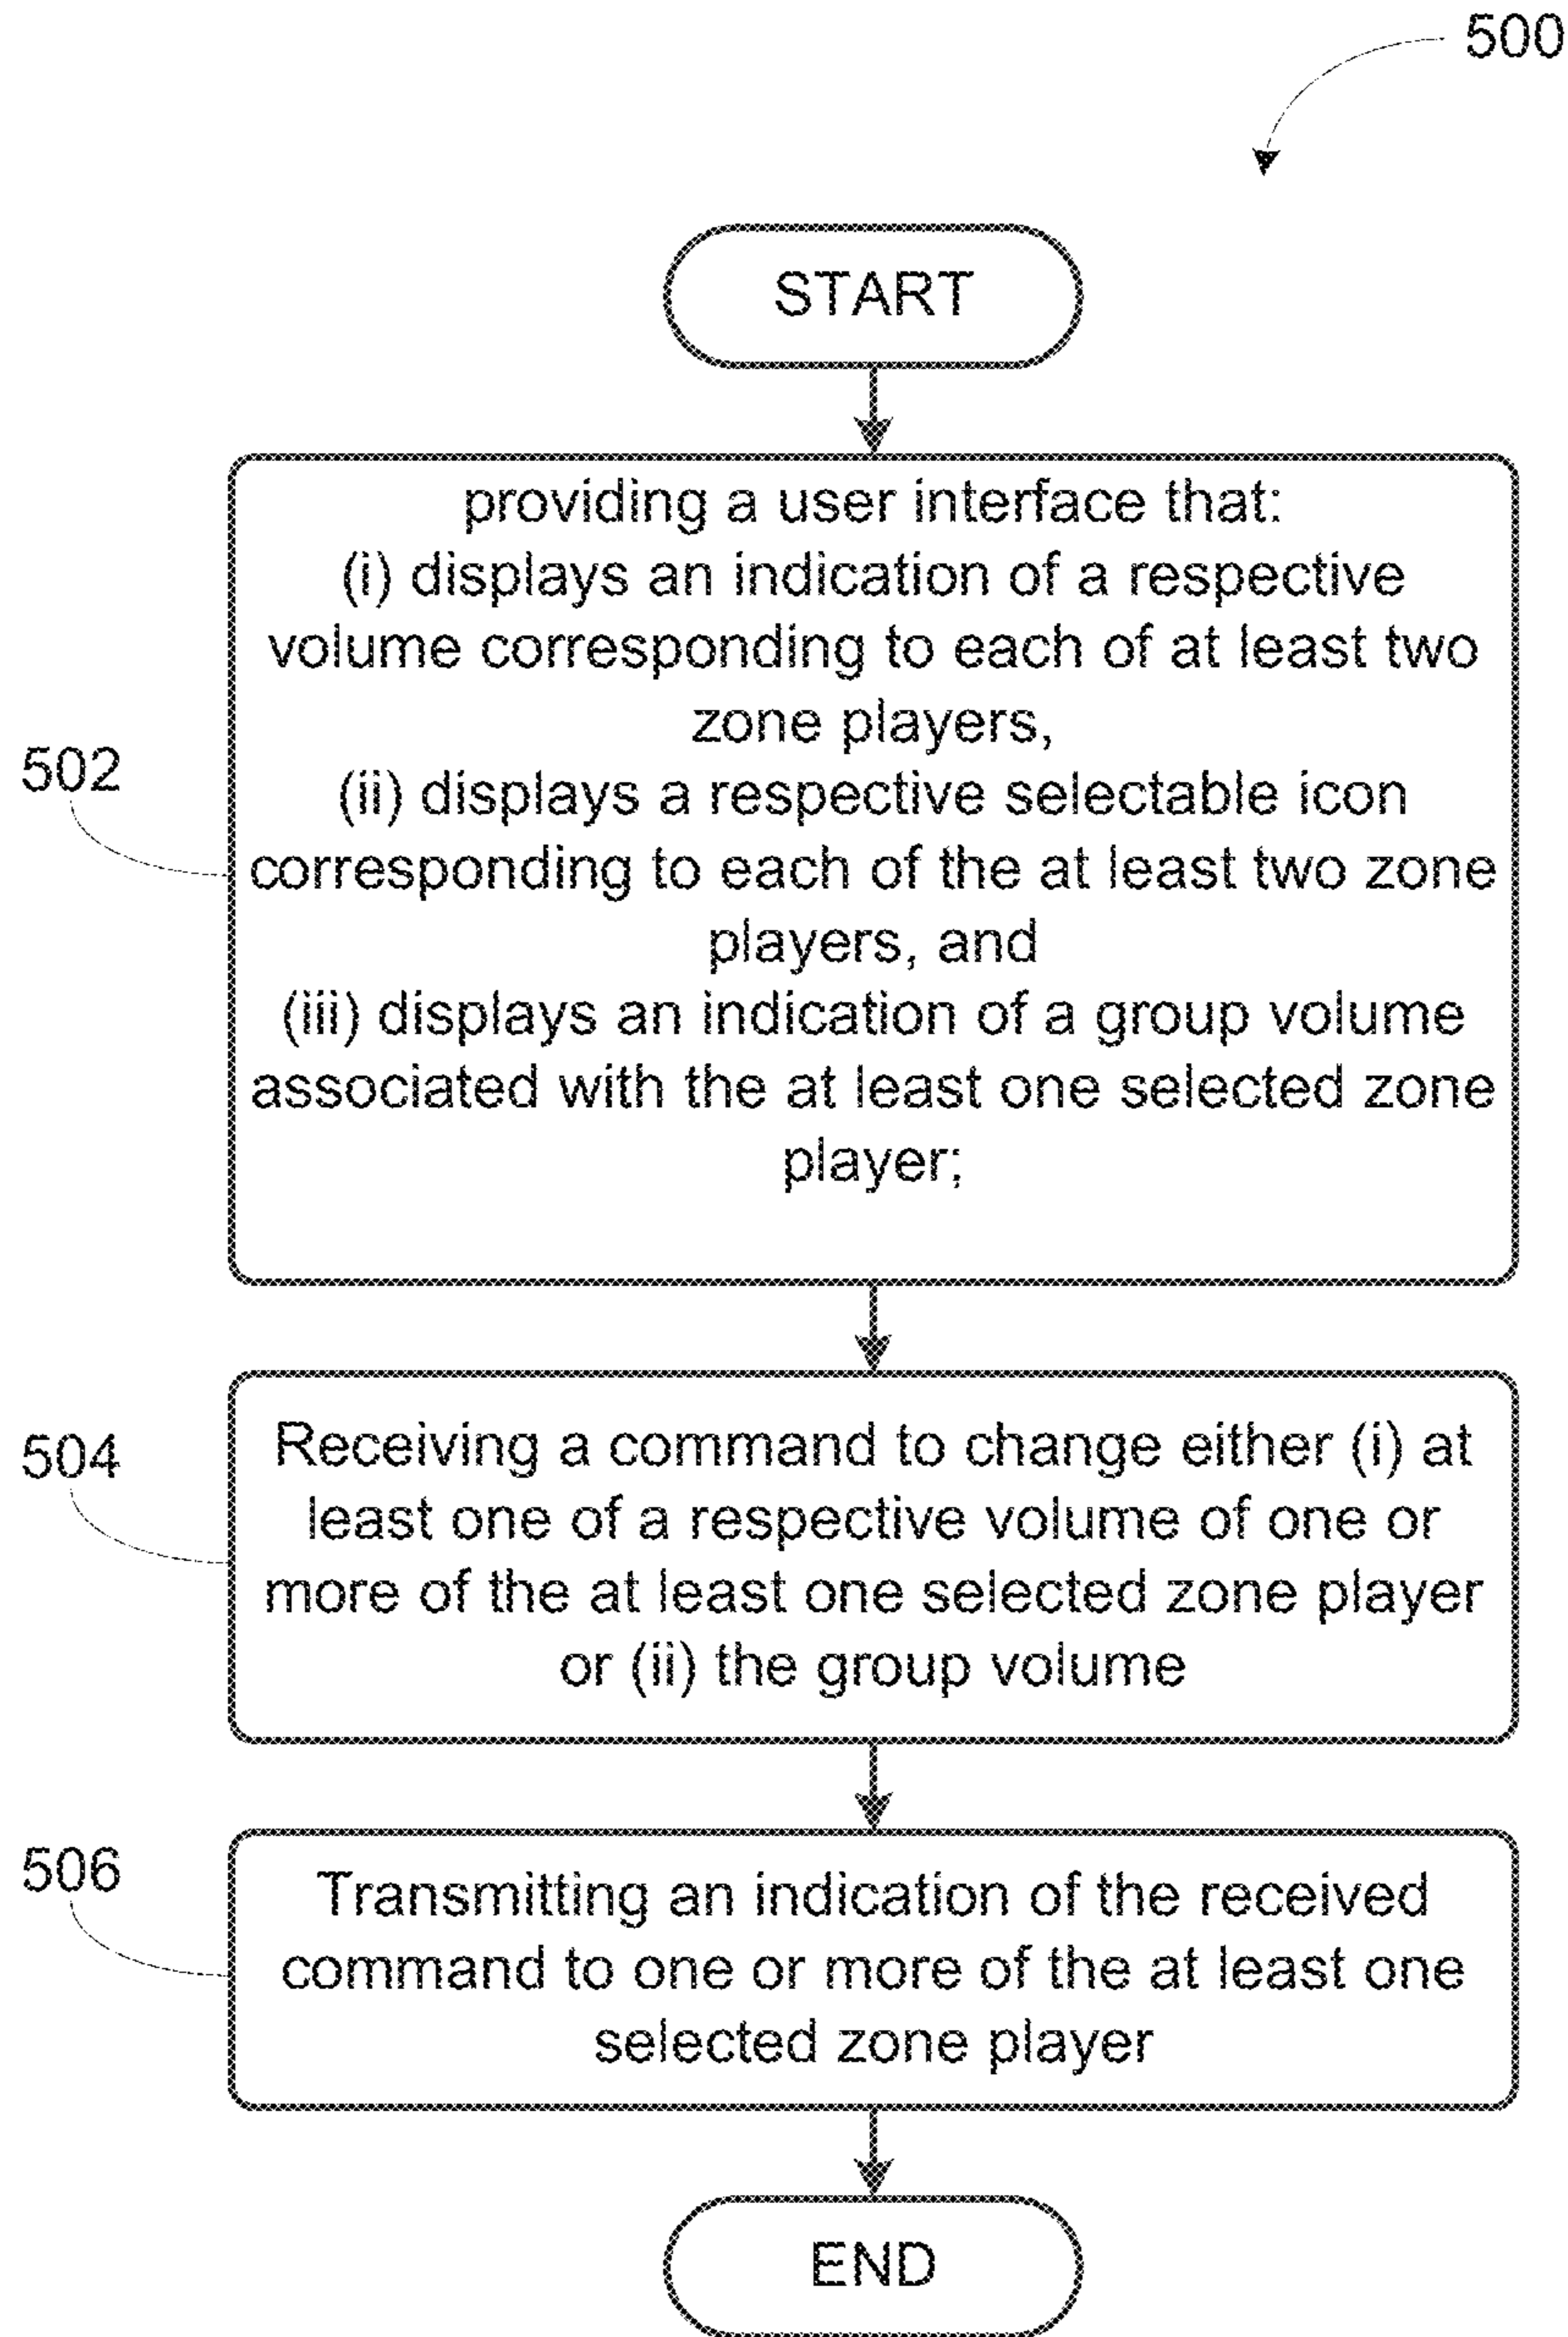 500
START
providing a user interface that:
(i) displays an indication of a respective
volume corresponding to each of at least two
zone players,
(ii) displays a respective selectable icon
corresponding to each of the at least two zone
players, and
(iii) displays an indication of a group volume
associated with the at least one selected zone
player;
502
Receiving a command to change either (i) at
least one of a respective volume of one or
more of the at least one selected zone player
or (ii) the group volume
504
Transmitting an indication of the received
command to one or more of the at least one
selected zone player
506
END